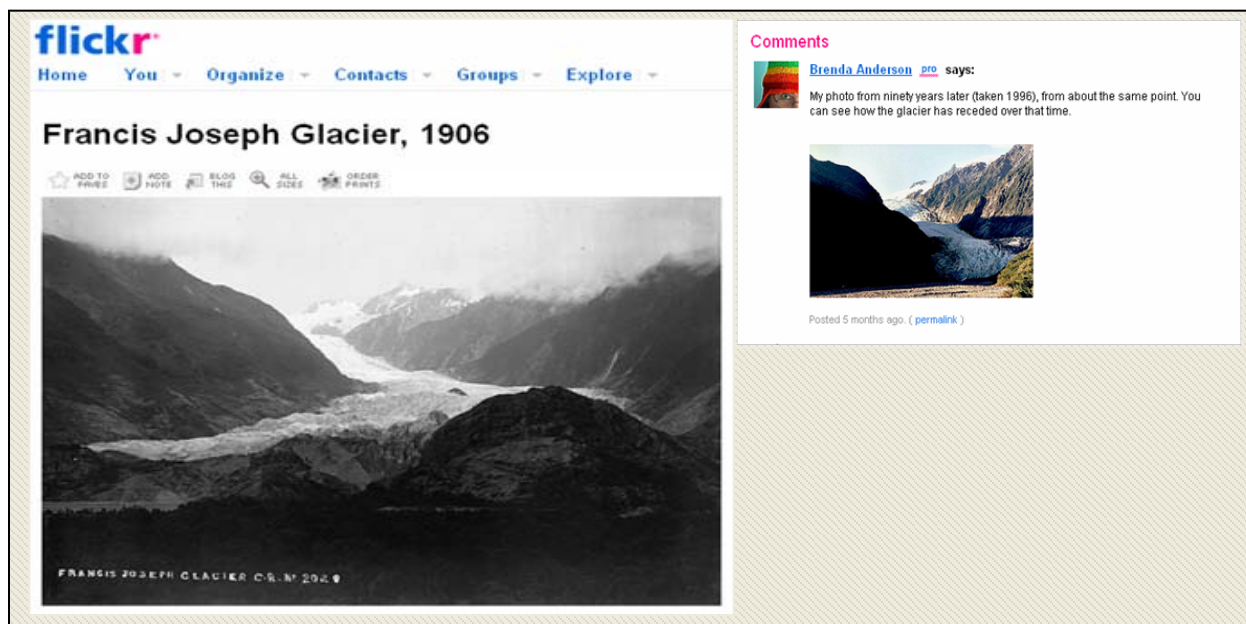 flickr
Home You Organize Contacts Groups Explore
Francis Joseph Glacier, 1906
ADD TO FAVES
ADD NOTE
BLOG THIS
ALL SIZES
ORDER PRINTS
FRANCIS JOSEPH GLACIER C.R. Nº 2029
Comments
Brenda Anderson pro says:
My photo from ninety years later (taken 1996), from about the same point. You
can see how the glacier has receded over that time.
Posted 5 months ago. ( permalink )